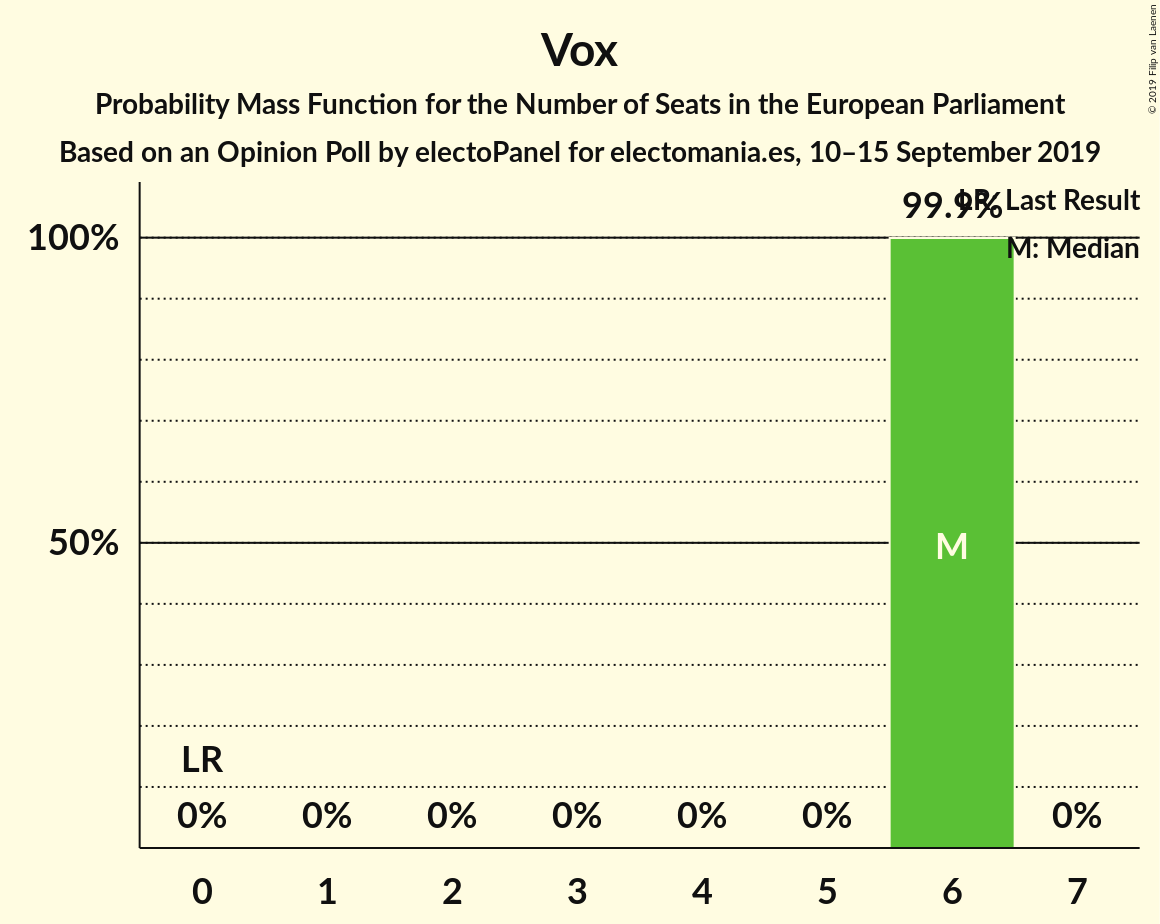 Vox
Probability Mass Function for the Number of Seats in the European Parliament
Based on an Opinion Poll by electoPanel for electomania.es, 10–15 September 2019
© 2019 Filip van Laenen
99.9%
LR: Last Result
M: Median
100%
50%
M
LR
0% 0% 0% 0% 0% 0% 0%
0 1 2 3 4 5 6 7